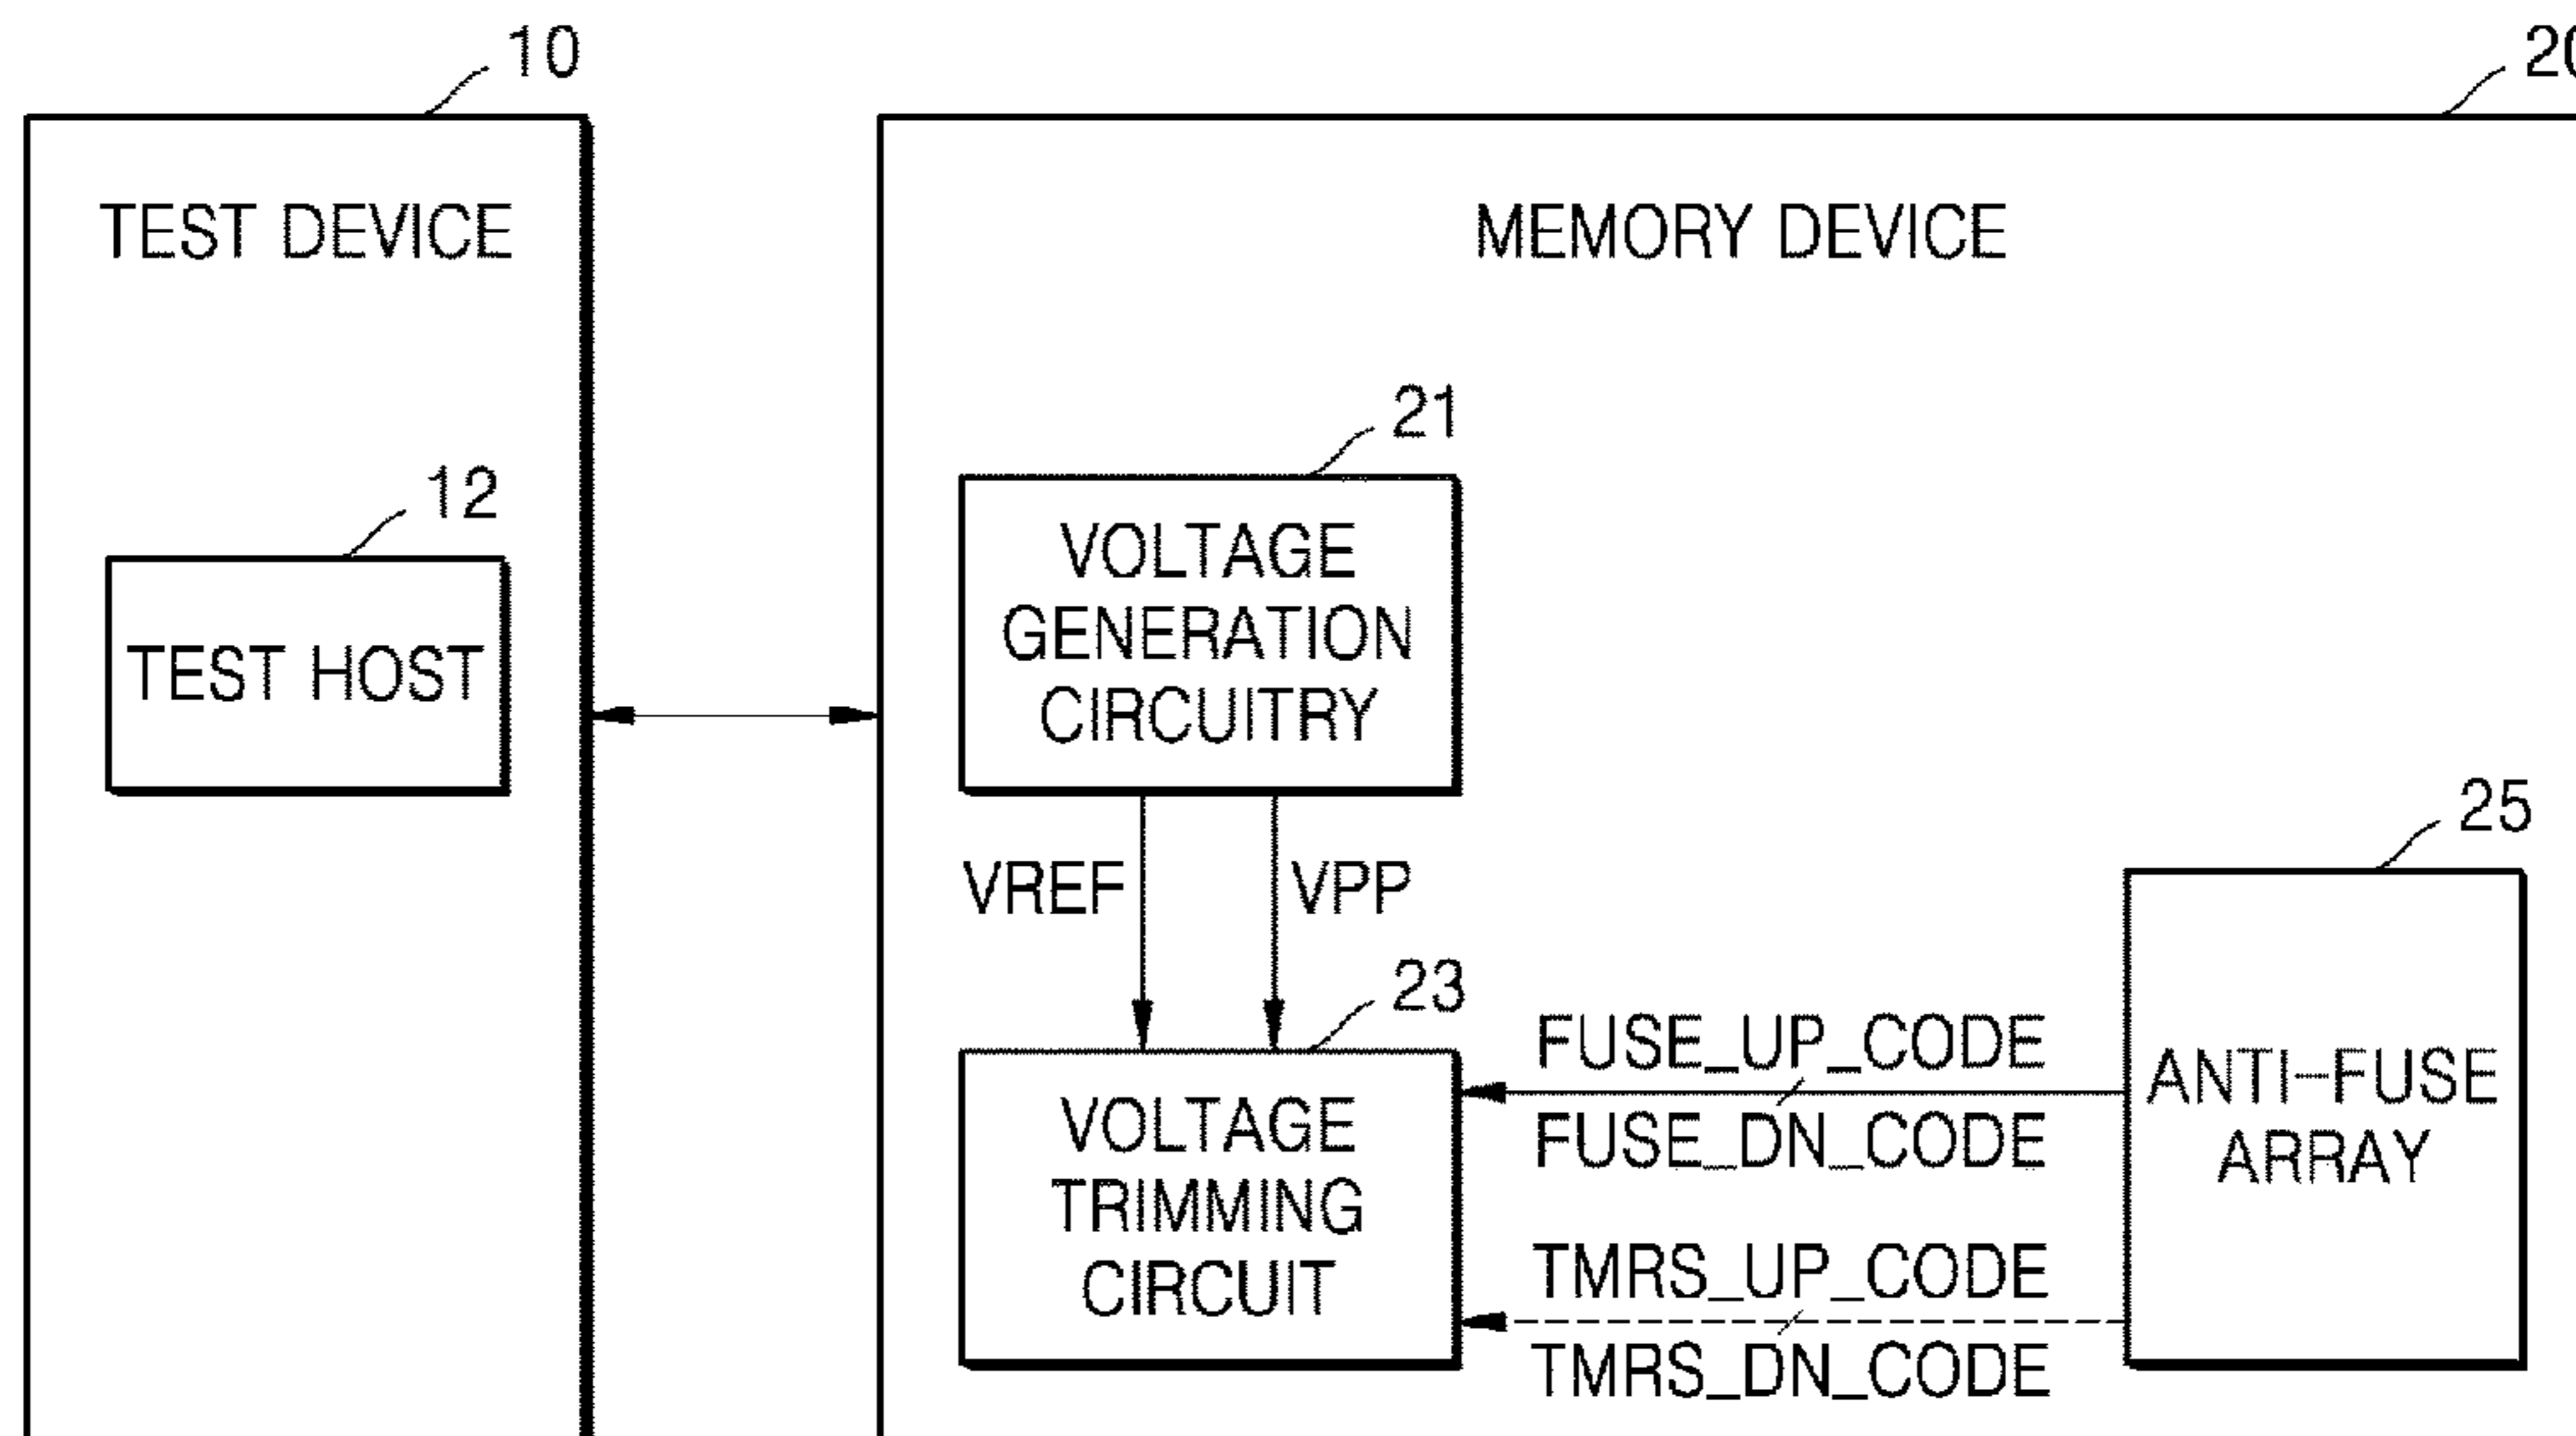 10
20
TEST DEVICE
MEMORY DEVICE
21
12
VOLTAGE
GENERATION
CIRCUITRY
TEST HOST
25
VREF
VPP
23
FUSE_UP_CODE
FUSE_DN_CODE
VOLTAGE
TRIMMING
CIRCUIT
ANTI-FUSE
ARRAY
TMRS_UP_CODE
TMRS_DN_CODE